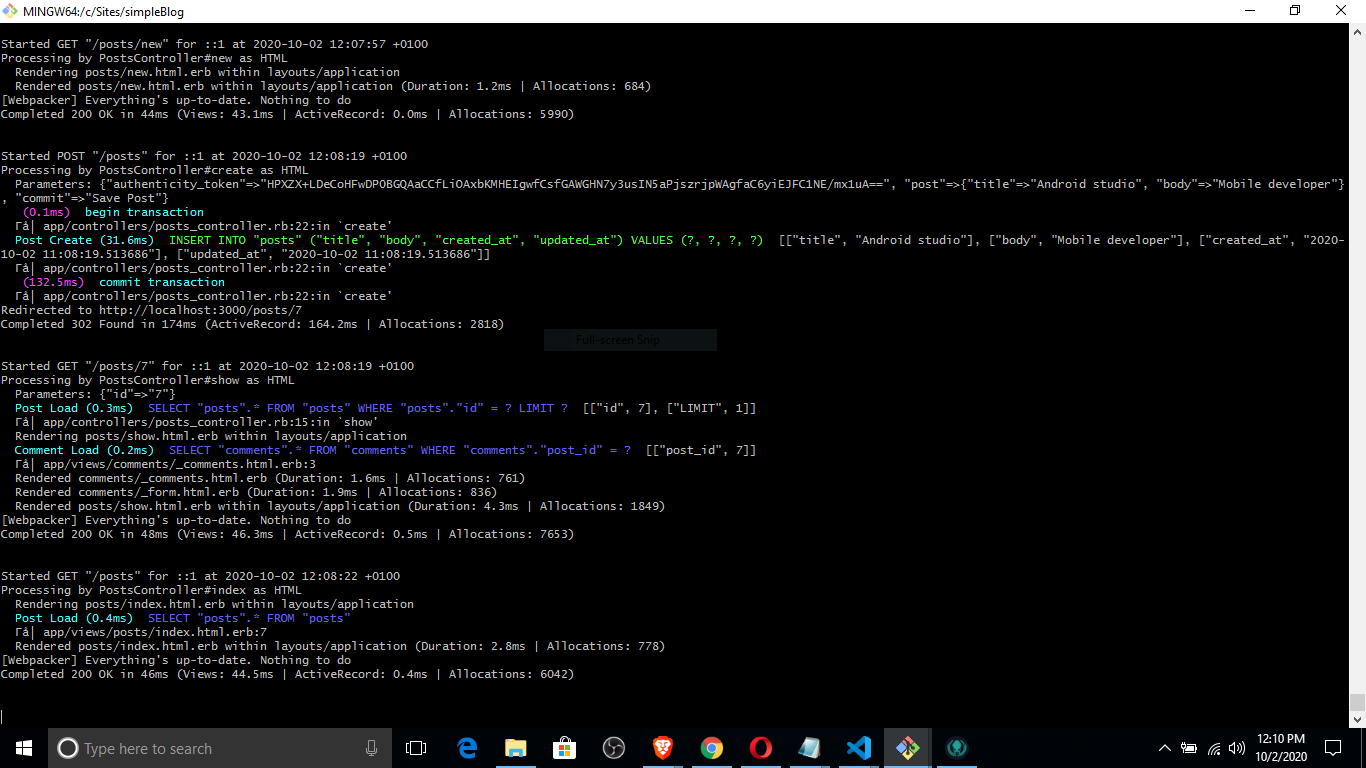 MINGW64:/c/Sites/simpleBlog
Started GET "/posts/new" for ::1 at 2020-10-02 12:07:57 +0100
Processing by PostsController#new as HTML
  Rendering posts/new.html.erb within layouts/application
  Rendered posts/new.html.erb within layouts/application (Duration: 1.2ms | Allocations: 684)
[Webpacker] Everything's up-to-date. Nothing to do
Completed 200 OK in 44ms (Views: 43.1ms | ActiveRecord: 0.0ms | Allocations: 5990)
Started POST "/posts" for ::1 at 2020-10-02 12:08:19 +0100
Processing by PostsController#create as HTML
  Parameters: {"authenticity_token"=>"HPXZX+LDeCoHFwDPOBGQAaCCfLiOAxbKMHEIgwfCsfGAWGHN7y3usIN5aPjszrjpWAgfaC6yiEJFC1NE/mx1uA==", "post"=>{"title"=>"Android studio", "body"=>"Mobile developer"}
, "commit"=>"Save Post"}
   (0.1ms)  begin transaction
  Γå│ app/controllers/posts_controller.rb:22:in `create'
  Post Create (31.6ms)  INSERT INTO "posts" ("title", "body", "created_at", "updated_at") VALUES (?, ?, ?, ?)  [["title", "Android studio"], ["body", "Mobile developer"], ["created_at", "2020-
10-02 11:08:19.513686"], ["updated_at", "2020-10-02 11:08:19.513686"]]
  Γå│ app/controllers/posts_controller.rb:22:in `create'
   (132.5ms)  commit transaction
  Γå│ app/controllers/posts_controller.rb:22:in `create'
Redirected to http://localhost:3000/posts/7
Completed 302 Found in 174ms (ActiveRecord: 164.2ms | Allocations: 2818)
Full-screen Snip
Started GET "/posts/7" for ::1 at 2020-10-02 12:08:19 +0100
Processing by PostsController#show as HTML
  Parameters: {"id"=>"7"}
  Post Load (0.3ms)  SELECT "posts".* FROM "posts" WHERE "posts"."id" = ? LIMIT ?  [["id", 7], ["LIMIT", 1]]
  Γå│ app/controllers/posts_controller.rb:15:in `show'
  Rendering posts/show.html.erb within layouts/application
  Comment Load (0.2ms)  SELECT "comments".* FROM "comments" WHERE "comments"."post_id" = ?  [["post_id", 7]]
  Γå│ app/views/comments/_comments.html.erb:3
  Rendered comments/_comments.html.erb (Duration: 1.6ms | Allocations: 761)
  Rendered comments/_form.html.erb (Duration: 1.9ms | Allocations: 836)
  Rendered posts/show.html.erb within layouts/application (Duration: 4.3ms | Allocations: 1849)
[Webpacker] Everything's up-to-date. Nothing to do
Completed 200 OK in 48ms (Views: 46.3ms | ActiveRecord: 0.5ms | Allocations: 7653)
Started GET "/posts" for ::1 at 2020-10-02 12:08:22 +0100
Processing by PostsController#index as HTML
  Rendering posts/index.html.erb within layouts/application
  Post Load (0.4ms)  SELECT "posts".* FROM "posts"
  Γå│ app/views/posts/index.html.erb:7
  Rendered posts/index.html.erb within layouts/application (Duration: 2.8ms | Allocations: 778)
[Webpacker] Everything's up-to-date. Nothing to do
Completed 200 OK in 46ms (Views: 44.5ms | ActiveRecord: 0.4ms | Allocations: 6042)
Type here to search
12:10 PM
10/2/2020